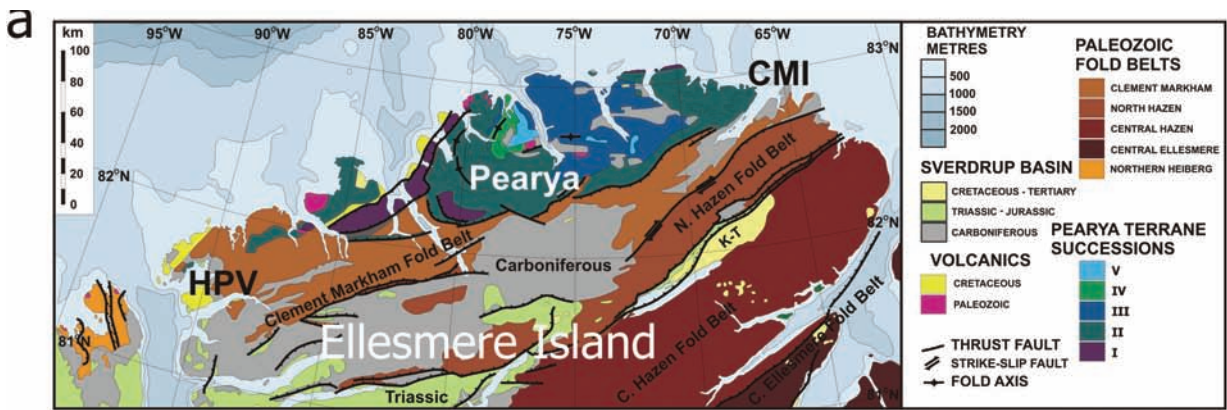 a
km
100
80
60
40
20
0
95°W
90°W
85°W
80°W
75°W
70°W
65°W
83°N
82°N
81°N
82°N
81°N
CMI
Pearya
HPV
Clement Markham Fold Belt
Carboniferous
N. Hazen Fold Belt
K-T
Ellesmere Island
Triassic
C. Hazen Fold Belt
C. Ellesmere Fold Belt
BATHYMETRY
METRES
500
1000
1500
2000
SVERDRUP BASIN
CRETACEOUS - TERTIARY
TRIASSIC - JURASSIC
CARBONIFEROUS
VOLCANICS
CRETACEOUS
PALEOZOIC
THRUST FAULT
STRIKE-SLIP FAULT
FOLD AXIS
PALEOZOIC
FOLD BELTS
CLEMENT MARKHAM
NORTH HAZEN
CENTRAL HAZEN
CENTRAL ELLESMERE
NORTHERN HEIBERG
PEARYA TERRANE
SUCCESSIONS
V
IV
III
II
I